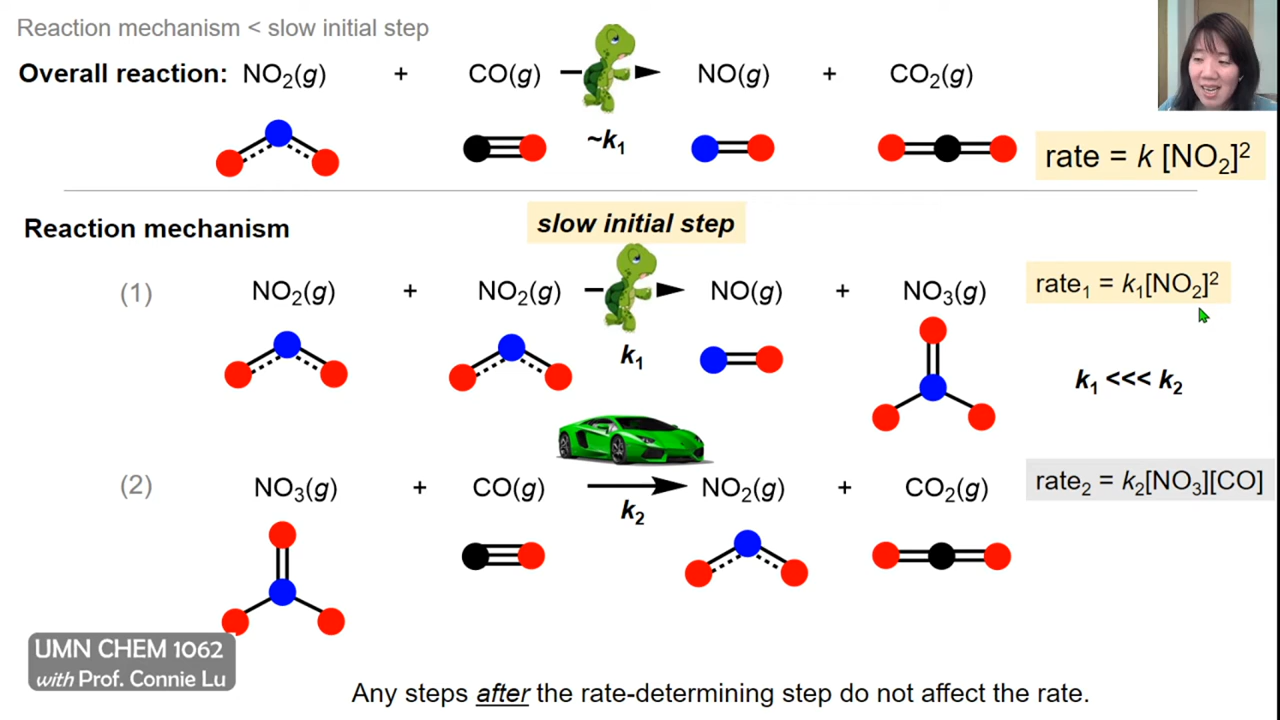 Reaction mechanism < slow initial step
Overall reaction: NO₂(g) + CO(g) → NO(g) + CO₂(g)
~k₁
rate = k [NO₂]²
Reaction mechanism
slow initial step
(1) NO₂(g) + NO₂(g) → NO(g) + NO₃(g)
rate₁ = k₁[NO₂]²
k₁
k₁ <<< k₂
(2) NO₃(g) + CO(g) → NO₂(g) + CO₂(g)
rate₂ = k₂[NO₃][CO]
k₂
UMN CHEM 1062
with Prof. Connie Lu
Any steps after the rate-determining step do not affect the rate.